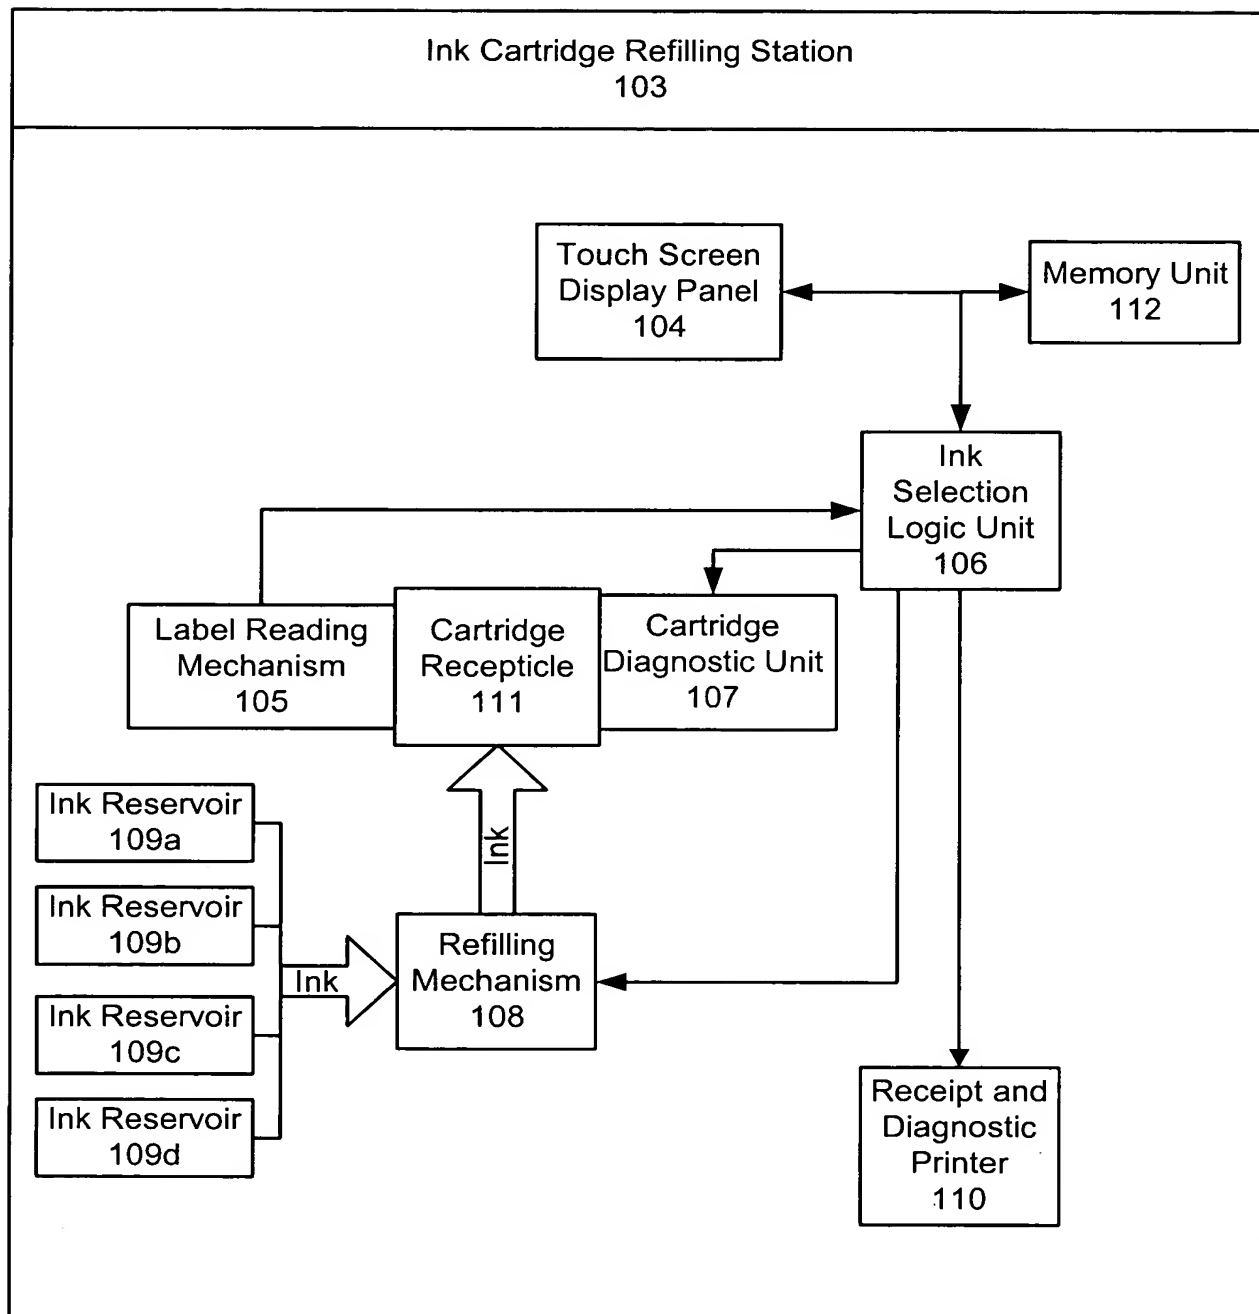 Ink Cartridge Refilling Station
103
Touch Screen
Display Panel
104
Memory Unit
112
Ink
Selection
Logic Unit
106
Label Reading
Mechanism
105
Cartridge
Recepticle
111
Cartridge
Diagnostic Unit
107
Ink Reservoir
109a
Ink Reservoir
109b
Ink Reservoir
109c
Ink Reservoir
109d
Ink
Ink
Refilling
Mechanism
108
Receipt and
Diagnostic
Printer
110